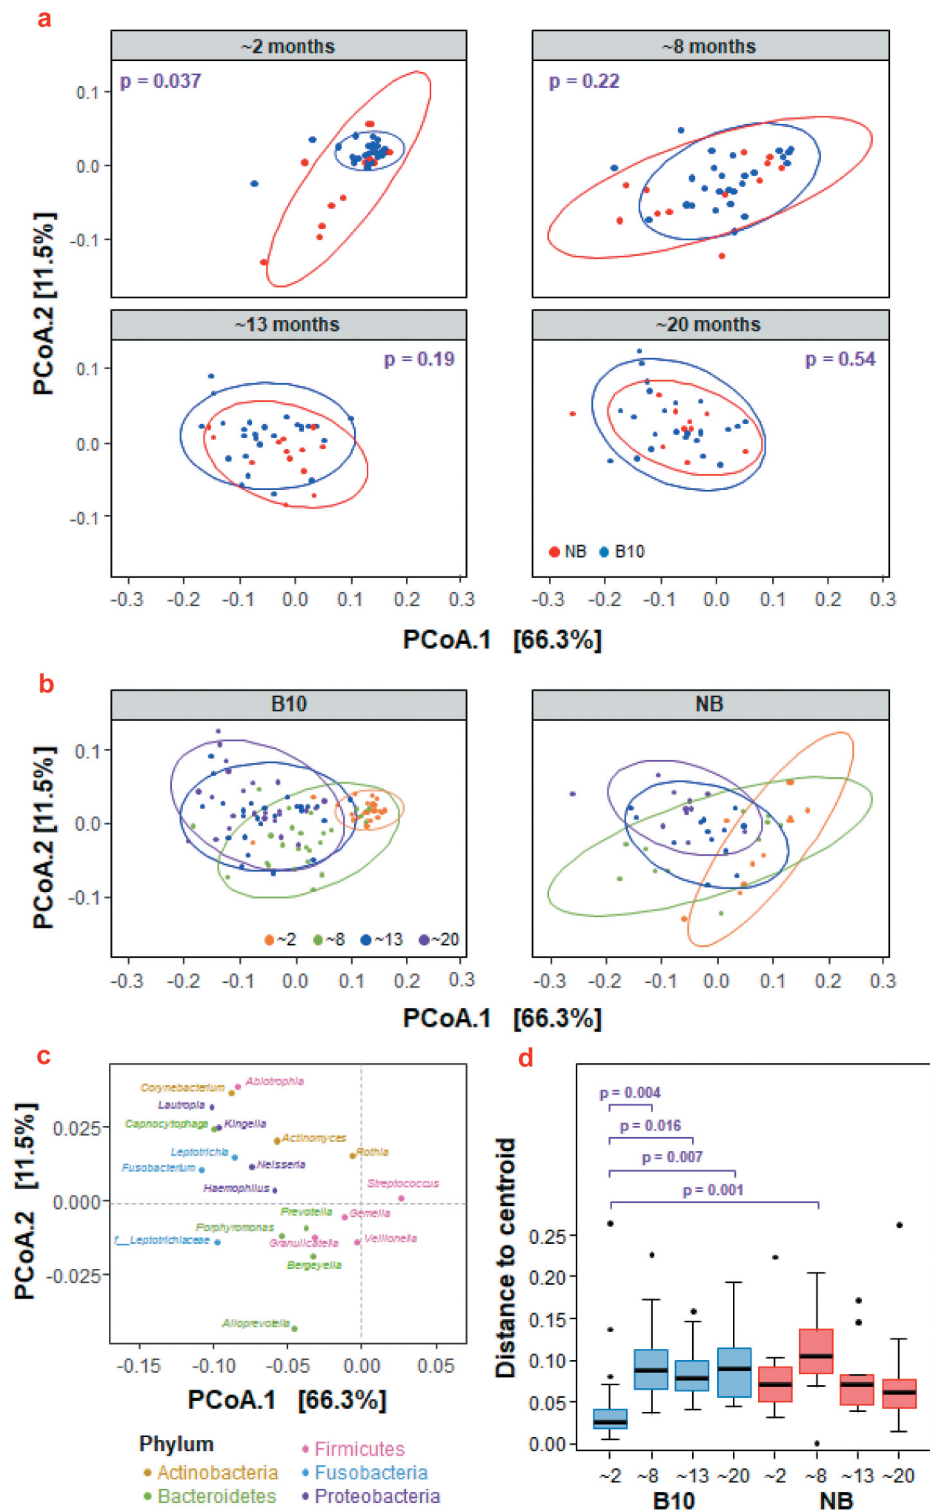 a
~2 months
~8 months
p = 0.037
p = 0.22
0.1
0.0
-0.1
PCoA.2 [11.5%]
~13 months
~20 months
p = 0.19
p = 0.54
0.1
0.0
-0.1
NB B10
-0.3 -0.2 -0.1 0.0 0.1 0.2 0.3
-0.3 -0.2 -0.1 0.0 0.1 0.2 0.3
PCoA.1 [66.3%]
b
B10
NB
0.1
0.0
-0.1
PCoA.2 [11.5%]
~2 ~8 ~13 ~20
-0.3 -0.2 -0.1 0.0 0.1 0.2 0.3
-0.3 -0.2 -0.1 0.0 0.1 0.2 0.3
PCoA.1 [66.3%]
c
Corynebacterium
Abiotrophia
Lautropia
Capnocytophaga
Kingella
Actinomyces
Leptotrichia
Rothia
Fusobacterium
Neisseria
Haemophilus
Streptococcus
Prevotella
Gemella
Porphyromonas
f__Leptotrichiaceae
Granulicatella
Veillonella
Bergeyella
Alloprevotella
0.025
0.000
-0.025
PCoA.2 [11.5%]
-0.15 -0.10 -0.05 0.00 0.05
PCoA.1 [66.3%]
Phylum
Actinobacteria
Bacteroidetes
Firmicutes
Fusobacteria
Proteobacteria
d
p = 0.004
p = 0.016
p = 0.007
p = 0.001
Distance to centroid
0.25
0.20
0.15
0.10
0.05
0.00
~2 ~8 ~13 ~20 ~2 ~8 ~13 ~20
B10 NB